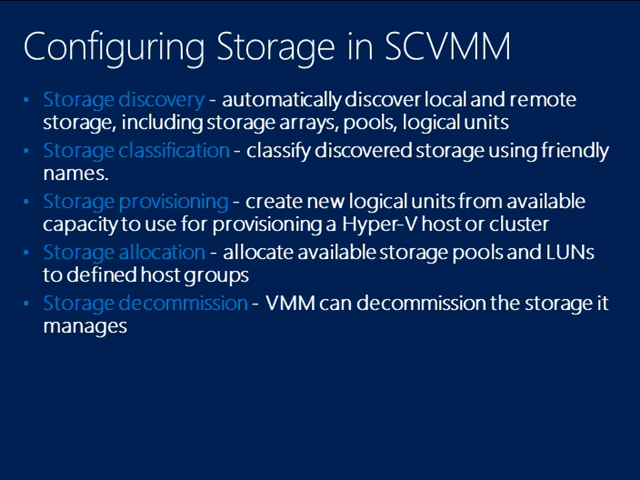 Configuring Storage in SCVMM
• Storage discovery - automatically discover local and remote
storage, including storage arrays, pools, logical units
• Storage classification - classify discovered storage using friendly
names.
• Storage provisioning - create new logical units from available
capacity to use for provisioning a Hyper-V host or cluster
• Storage allocation - allocate available storage pools and LUNs
to defined host groups
• Storage decommission - VMM can decommission the storage it
manages